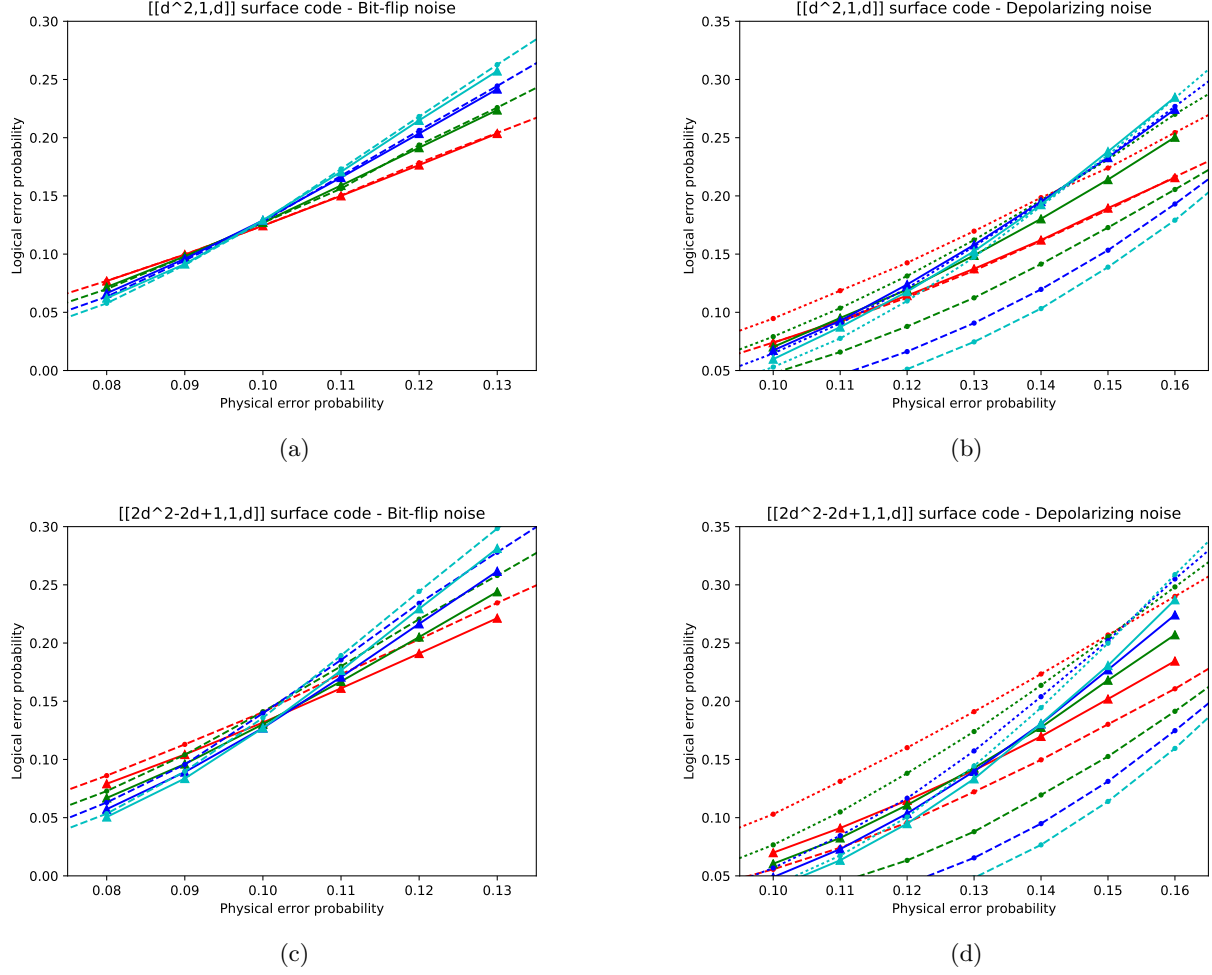 [[d^2,1,d]] surface code - Bit-flip noise
0.30
0.25
0.20
0.15
0.10
0.05
0.00
Logical error probability
0.08 0.09 0.10 0.11 0.12 0.13
Physical error probability
(a)
[[d^2,1,d]] surface code - Depolarizing noise
0.35
0.30
0.25
0.20
0.15
0.10
0.05
Logical error probability
0.10 0.11 0.12 0.13 0.14 0.15 0.16
Physical error probability
(b)
[[2d^2-2d+1,1,d]] surface code - Bit-flip noise
0.30
0.25
0.20
0.15
0.10
0.05
0.00
Logical error probability
0.08 0.09 0.10 0.11 0.12 0.13
Physical error probability
(c)
[[2d^2-2d+1,1,d]] surface code - Depolarizing noise
0.35
0.30
0.25
0.20
0.15
0.10
0.05
Logical error probability
0.10 0.11 0.12 0.13 0.14 0.15 0.16
Physical error probability
(d)